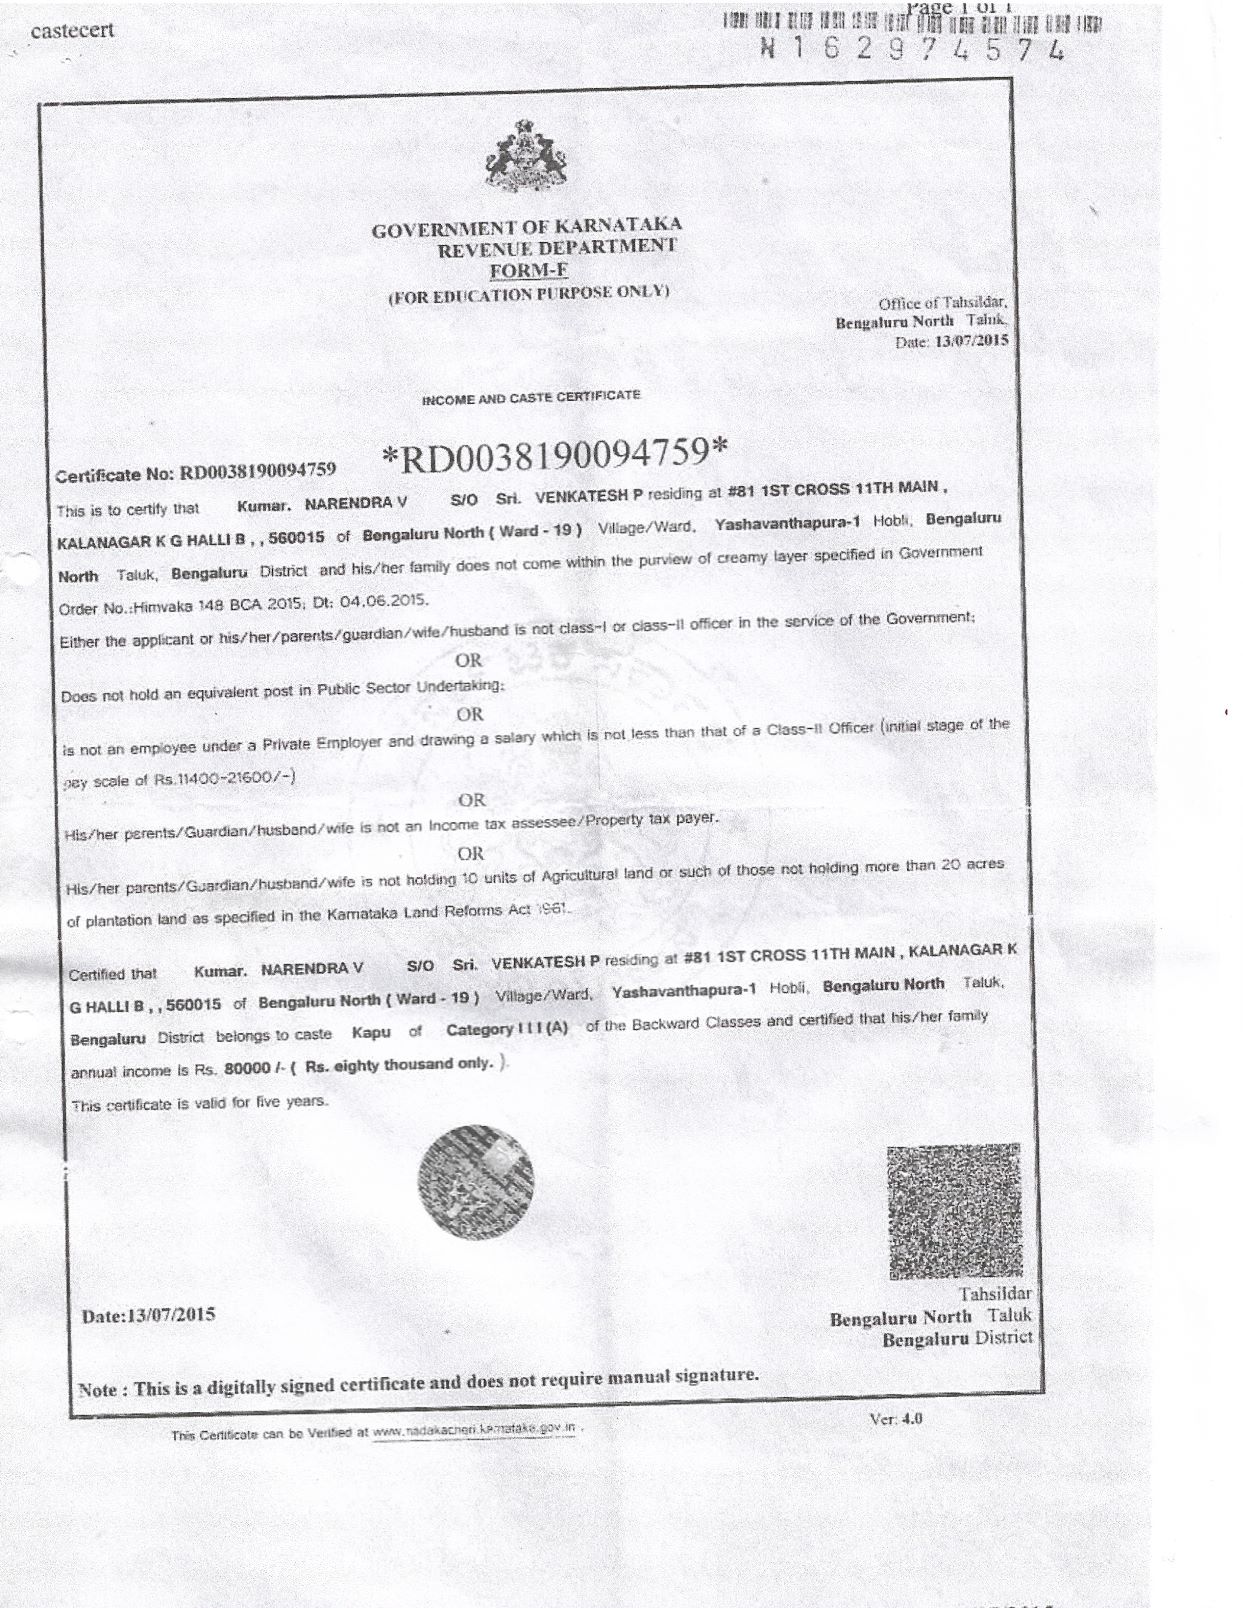 castecert
Page 1 of 1
N162974574
GOVERNMENT OF KARNATAKA
REVENUE DEPARTMENT
FORM-F
(FOR EDUCATION PURPOSE ONLY)
Office of Tahsildar,
Bengaluru North Taluk,
Date: 13/07/2015
INCOME AND CASTE CERTIFICATE
Certificate No: RD0038190094759 *RD0038190094759*
This is to certify that Kumar. NARENDRA V S/O Sri. VENKATESH P residing at #81 1ST CROSS 11TH MAIN ,
KALANAGAR K G HALLI B , , 560015 of Bengaluru North ( Ward - 19 ) Village/Ward, Yashavanthapura-1 Hobli, Bengaluru
North Taluk, Bengaluru District and his/her family does not come within the purview of creamy layer specified in Government
Order No.:Himvaka 148 BCA 2015; Dt: 04.06.2015.
Either the applicant or his/her/parents/guardian/wife/husband is not class-I or class-II officer in the service of the Government;
OR
Does not hold an equivalent post in Public Sector Undertaking;
OR
is not an employee under a Private Employer and drawing a salary which is not less than that of a Class-II Officer (initial stage of the
pay scale of Rs.11400-21600/-)
OR
His/her parents/Guardian/husband/wife is not an Income tax assessee/Property tax payer.
OR
His/her parents/Guardian/husband/wife is not holding 10 units of Agricultural land or such of those not holding more than 20 acres
of plantation land as specified in the Karnataka Land Reforms Act 1961.
Certified that Kumar. NARENDRA V S/O Sri. VENKATESH P residing at #81 1ST CROSS 11TH MAIN , KALANAGAR K
G HALLI B , , 560015 of Bengaluru North ( Ward - 19 ) Village/Ward, Yashavanthapura-1 Hobli, Bengaluru North Taluk,
Bengaluru District belongs to caste Kapu of Category I I I (A) of the Backward Classes and certified that his/her family
annual income is Rs. 80000 /- ( Rs. eighty thousand only. ).
This certificate is valid for five years.
Tahsildar
Date:13/07/2015
Bengaluru North Taluk
Bengaluru District
Note : This is a digitally signed certificate and does not require manual signature.
Ver: 4.0
This Certificate can be Verified at www.nadakacheri.karnataka.gov.in .